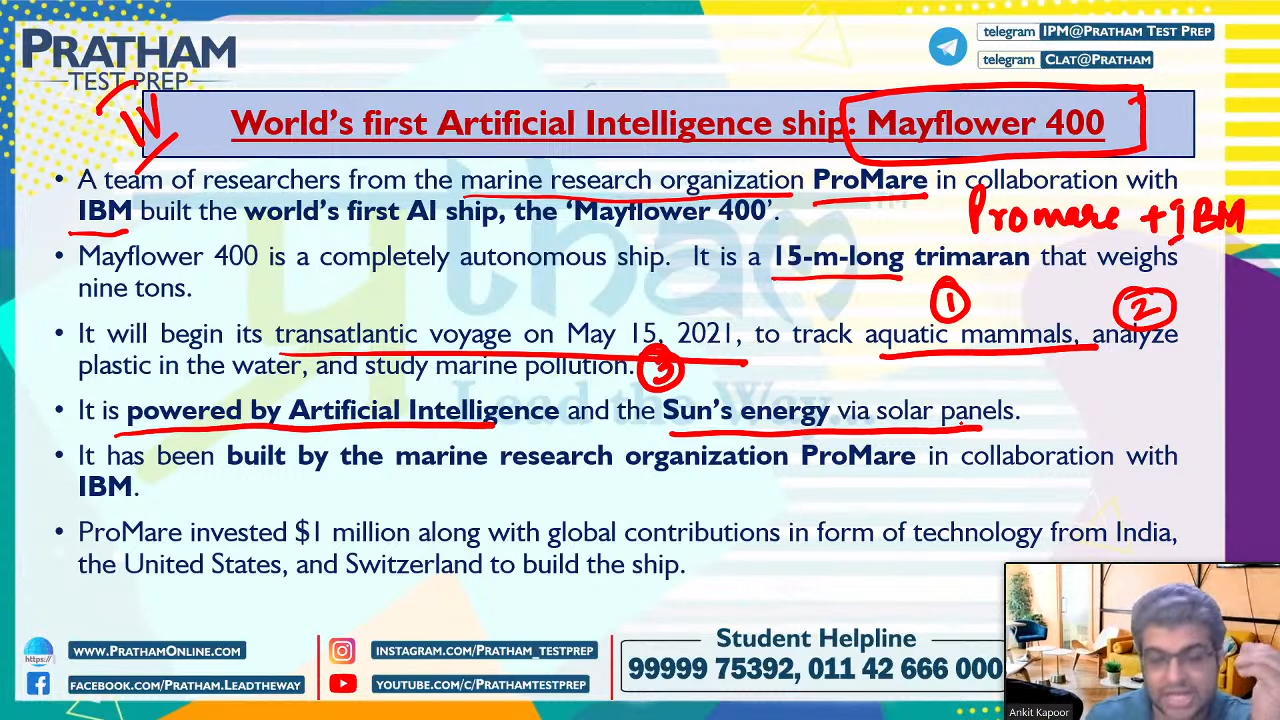 PRATHAM
TEST PREP
telegram IPM@PRATHAM TEST PREP
telegram CLAT@PRATHAM
World's first Artificial Intelligence ship: Mayflower 400
• A team of researchers from the marine research organization ProMare in collaboration with
IBM built the world's first AI ship, the 'Mayflower 400'.
Promare + IBM
• Mayflower 400 is a completely autonomous ship. It is a 15-m-long trimaran that weighs
nine tons.
1
2
• It will begin its transatlantic voyage on May 15, 2021, to track aquatic mammals, analyze
plastic in the water, and study marine pollution.
3
• It is powered by Artificial Intelligence and the Sun's energy via solar panels.
Lead the Way...
• It has been built by the marine research organization ProMare in collaboration with
IBM.
• ProMare invested $1 million along with global contributions in form of technology from India,
the United States, and Switzerland to build the ship.
https://
WWW.PRATHAMONLINE.COM
FACEBOOK.COM/PRATHAM.LEADTHEWAY
INSTAGRAM.COM/PRATHAM_TESTPREP
YOUTUBE.COM/C/PRATHAMTESTPREP
Student Helpline
99999 75392, 011 42 666 000
Ankit Kapoor